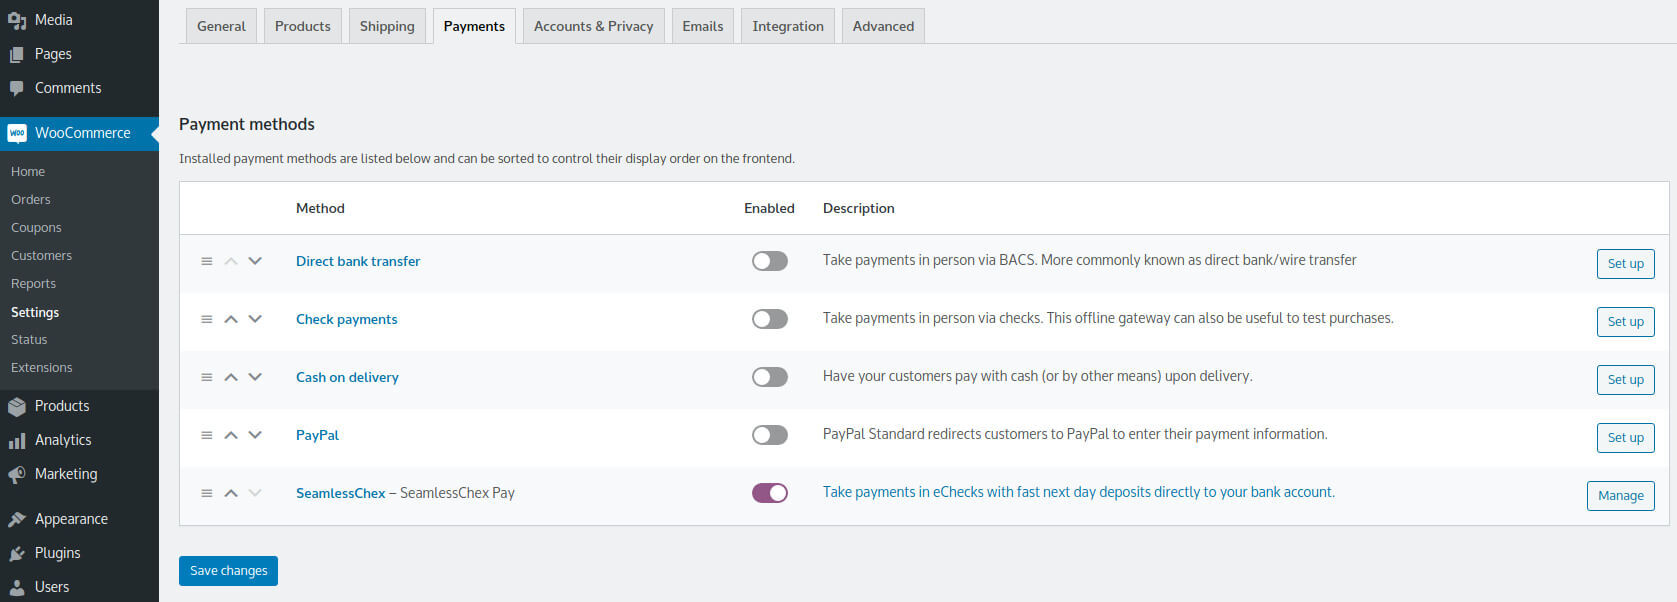 Media
Pages
Comments
WOO WooCommerce
Home
Orders
Coupons
Customers
Reports
Settings
Status
Extensions
Products
Analytics
Marketing
Appearance
Plugins
Users
General Products Shipping Payments Accounts & Privacy Emails Integration Advanced
Payment methods
Installed payment methods are listed below and can be sorted to control their display order on the frontend.
Method Enabled Description
Direct bank transfer Take payments in person via BACS. More commonly known as direct bank/wire transfer Set up
Check payments Take payments in person via checks. This offline gateway can also be useful to test purchases. Set up
Cash on delivery Have your customers pay with cash (or by other means) upon delivery. Set up
PayPal PayPal Standard redirects customers to PayPal to enter their payment information. Set up
SeamlessChex – SeamlessChex Pay Take payments in eChecks with fast next day deposits directly to your bank account. Manage
Save changes